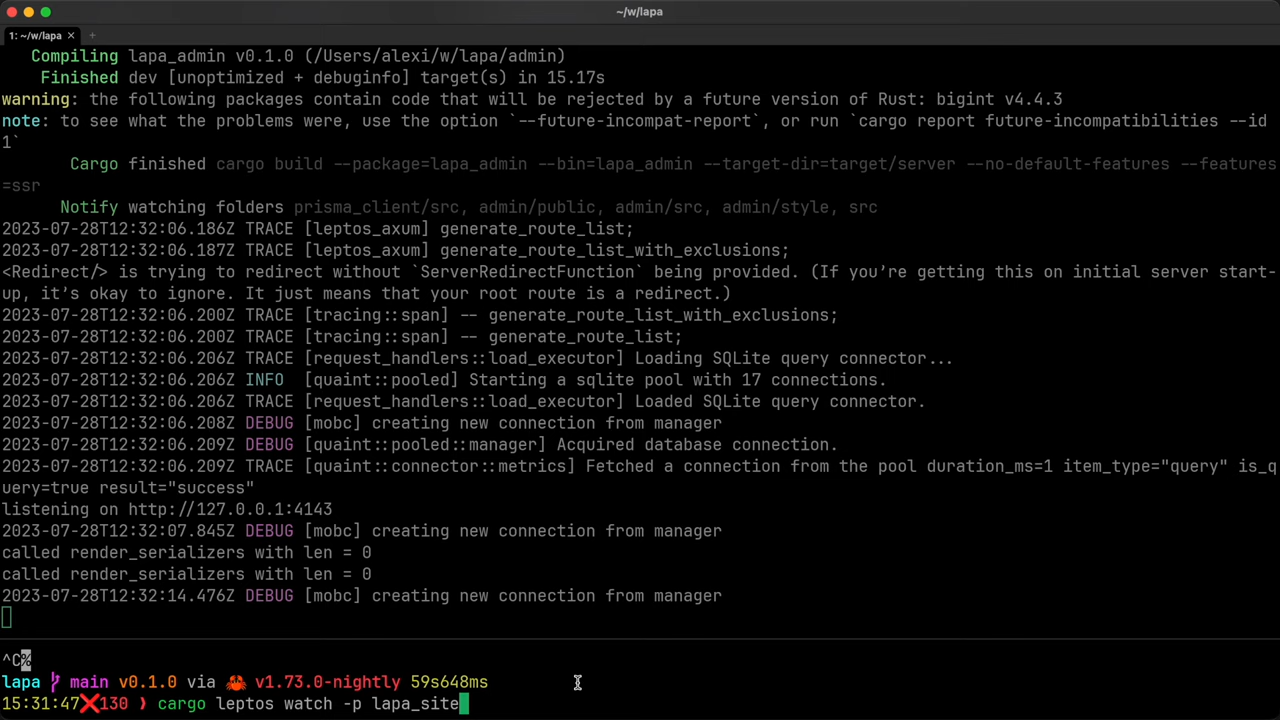 ~/w/lapa
1: ~/w/lapa × +
Compiling lapa_admin v0.1.0 (/Users/alexi/w/lapa/admin)
Finished dev [unoptimized + debuginfo] target(s) in 15.17s
warning: the following packages contain code that will be rejected by a future version of Rust: bigint v4.4.3
note: to see what the problems were, use the option `--future-incompat-report`, or run `cargo report future-incompatibilities --id
1`
Cargo finished cargo build --package=lapa_admin --bin=lapa_admin --target-dir=target/server --no-default-features --features
=ssr
Notify watching folders prisma_client/src, admin/public, admin/src, admin/style, src
2023-07-28T12:32:06.186Z TRACE [leptos_axum] generate_route_list;
2023-07-28T12:32:06.187Z TRACE [leptos_axum] generate_route_list_with_exclusions;
<Redirect/> is trying to redirect without `ServerRedirectFunction` being provided. (If you're getting this on initial server start-
up, it's okay to ignore. It just means that your root route is a redirect.)
2023-07-28T12:32:06.200Z TRACE [tracing::span] -- generate_route_list_with_exclusions;
2023-07-28T12:32:06.200Z TRACE [tracing::span] -- generate_route_list;
2023-07-28T12:32:06.206Z TRACE [request_handlers::load_executor] Loading SQLite query connector...
2023-07-28T12:32:06.206Z INFO [quaint::pooled] Starting a sqlite pool with 17 connections.
2023-07-28T12:32:06.206Z TRACE [request_handlers::load_executor] Loaded SQLite query connector.
2023-07-28T12:32:06.208Z DEBUG [mobc] creating new connection from manager
2023-07-28T12:32:06.209Z DEBUG [quaint::pooled::manager] Acquired database connection.
2023-07-28T12:32:06.209Z TRACE [quaint::connector::metrics] Fetched a connection from the pool duration_ms=1 item_type="query" is_q
uery=true result="success"
listening on http://127.0.0.1:4143
2023-07-28T12:32:07.845Z DEBUG [mobc] creating new connection from manager
called render_serializers with len = 0
called render_serializers with len = 0
2023-07-28T12:32:14.476Z DEBUG [mobc] creating new connection from manager
^C%
lapa main v0.1.0 via 🦀 v1.73.0-nightly 59s648ms
15:31:47❌130 ❯ cargo leptos watch -p lapa_site